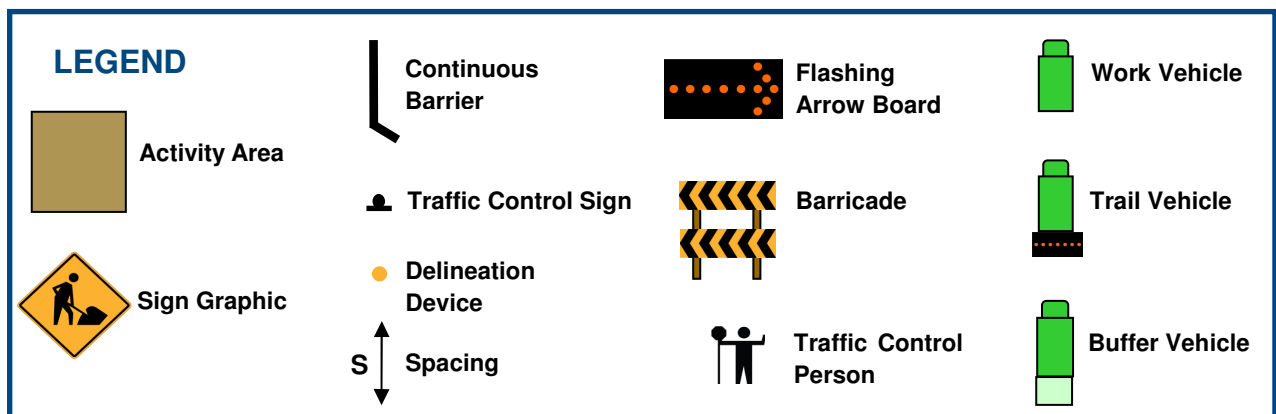 LEGEND
Activity Area
Sign Graphic
Continuous
Barrier
Traffic Control Sign
Delineation
Device
S
Spacing
Flashing
Arrow Board
Barricade
Traffic Control
Person
Work Vehicle
Trail Vehicle
Buffer Vehicle